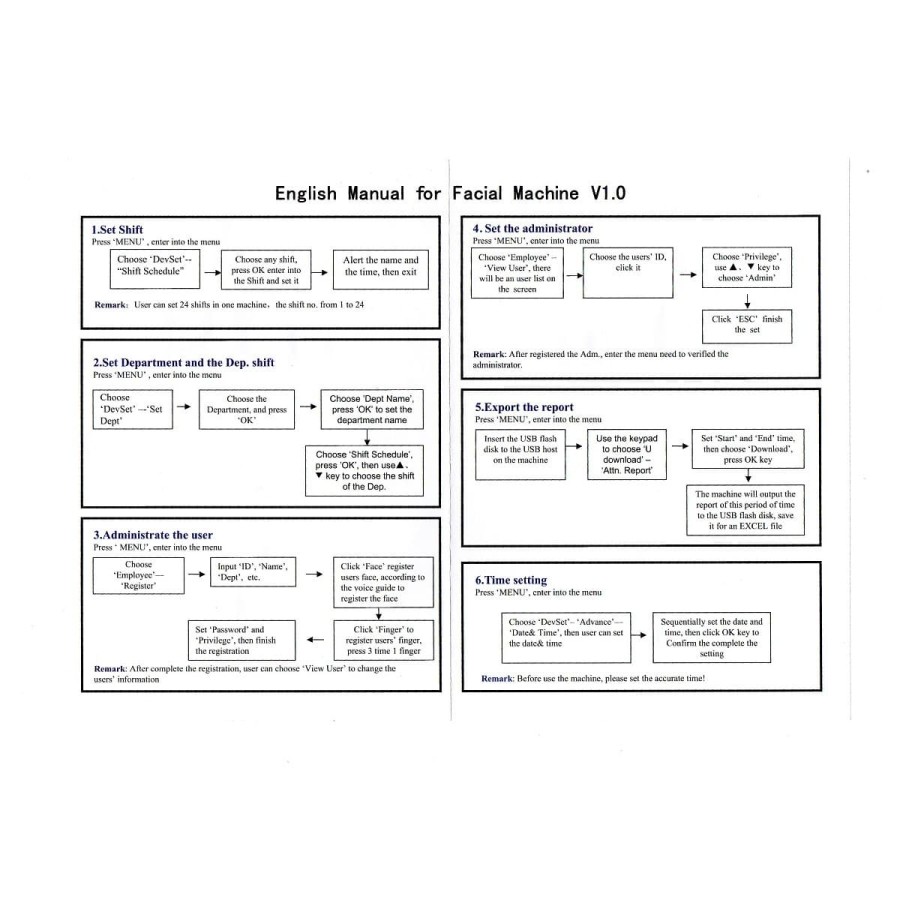 English Manual for Facial Machine V1.0
1.Set Shift
Press 'MENU' , enter into the menu
Choose 'DevSet'--
"Shift Schedule"
Choose any shift,
press OK enter into
the Shift and set it
Alert the name and
the time, then exit
Remark: User can set 24 shifts in one machine, the shift no. from 1 to 24
2.Set Department and the Dep. shift
Press 'MENU' , enter into the menu
Choose
'DevSet' --'Set
Dept'
Choose the
Department, and press
'OK'
Choose 'Dept Name',
press 'OK' to set the
department name
Choose 'Shift Schedule',
press 'OK', then use▲、
▼ key to choose the shift
of the Dep.
3.Administrate the user
Press ' MENU', enter into the menu
Choose
'Employee'—
'Register'
Input 'ID', 'Name',
'Dept', etc.
Click 'Face' register
users face, according to
the voice guide to
register the face
Click 'Finger' to
register users' finger,
press 3 time 1 finger
Set 'Password' and
'Privilege', then finish
the registration
Remark: After complete the registration, user can choose 'View User' to change the
users' information
4. Set the administrator
Press 'MENU', enter into the menu
Choose 'Employee' –
'View User', there
will be an user list on
the screen
Choose the users' ID,
click it
Choose 'Privilege',
use ▲、▼ key to
choose 'Admin'
Click 'ESC' finish
the set
Remark: After registered the Adm., enter the menu need to verified the
administrator.
5.Export the report
Press 'MENU', enter into the menu
Insert the USB flash
disk to the USB host
on the machine
Use the keypad
to choose 'U
download' –
'Attn. Report'
Set 'Start' and 'End' time,
then choose 'Download',
press OK key
The machine will output the
report of this period of time
to the USB flash disk, save
it for an EXCEL file
6.Time setting
Press 'MENU', enter into the menu
Choose 'DevSet'– 'Advance'—
'Date& Time', then user can set
the date& time
Sequentially set the date and
time, then click OK key to
Confirm the complete the
setting
Remark: Before use the machine, please set the accurate time!